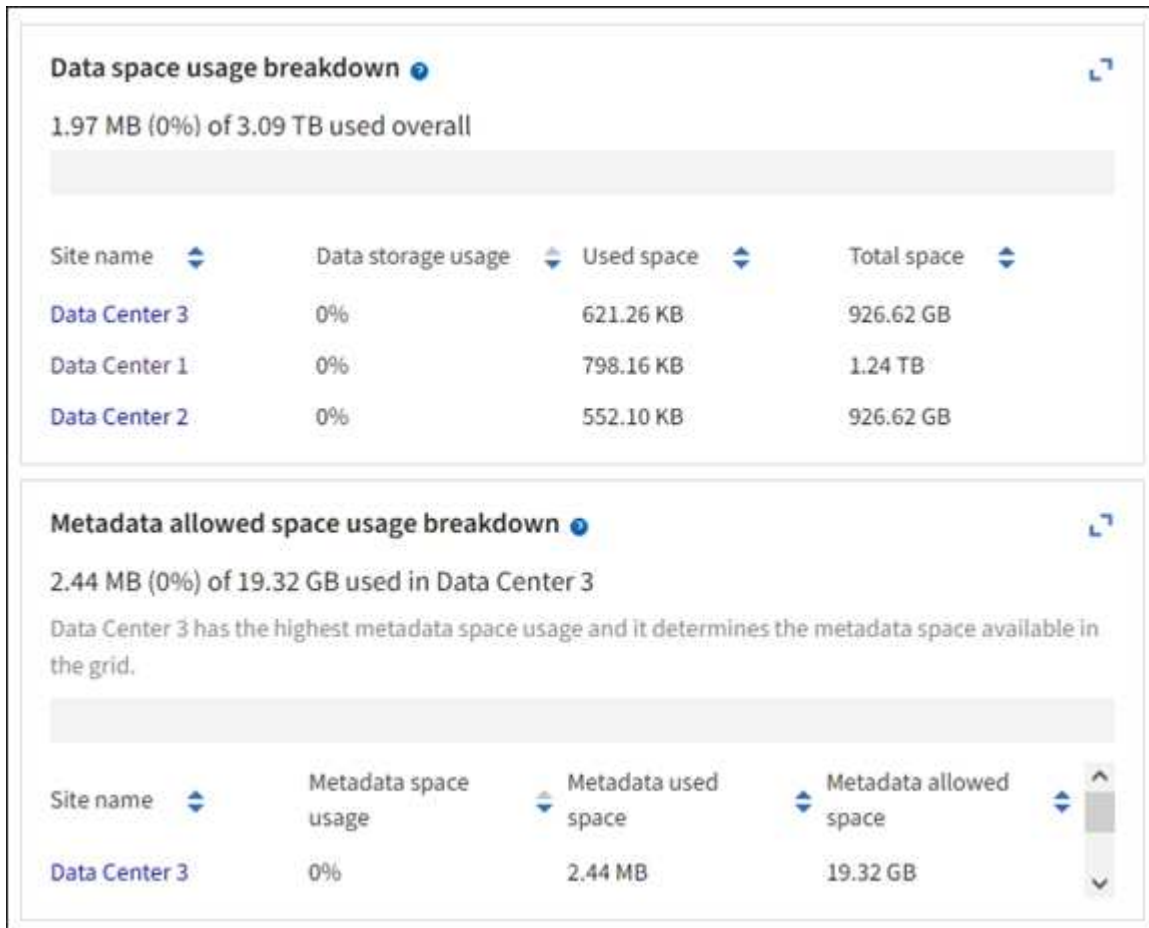 Data space usage breakdown ?
1.97 MB (0%) of 3.09 TB used overall
Site name Data storage usage Used space Total space
Data Center 3 0% 621.26 KB 926.62 GB
Data Center 1 0% 798.16 KB 1.24 TB
Data Center 2 0% 552.10 KB 926.62 GB
Metadata allowed space usage breakdown ?
2.44 MB (0%) of 19.32 GB used in Data Center 3
Data Center 3 has the highest metadata space usage and it determines the metadata space available in
the grid.
Site name Metadata space usage Metadata used space Metadata allowed space
Data Center 3 0% 2.44 MB 19.32 GB